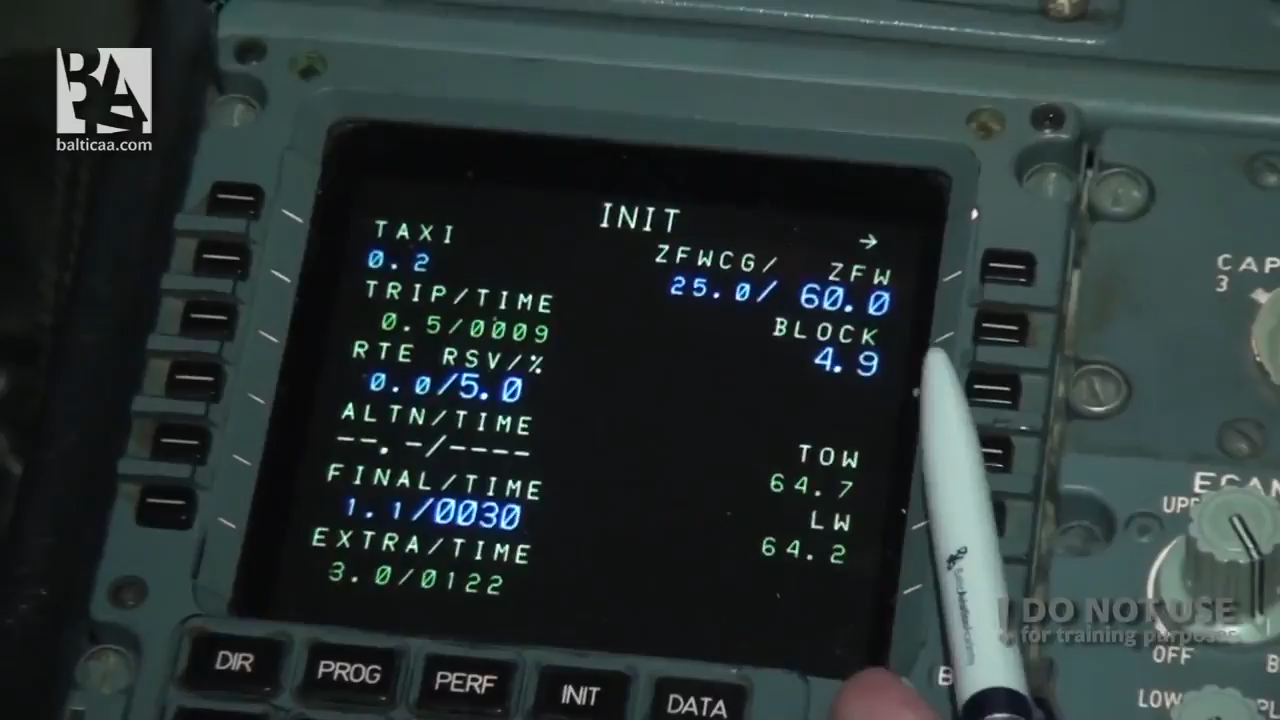 BA
balticaa.com
INIT
→
TAXI
0.2
ZFWCG/ ZFW
25.0/ 60.0
TRIP/TIME
0.5/0009
BLOCK
4.9
RTE RSV/%
0.0/5.0
ALTN/TIME
--.-/----
TOW
64.7
FINAL/TIME
1.1/0030
LW
64.2
EXTRA/TIME
3.0/0122
DIR
PROG
PERF
INIT
DATA
CAP
3
ECAM
UPP
OFF
B
B
LOW
! DO NOT USE
for training purposes